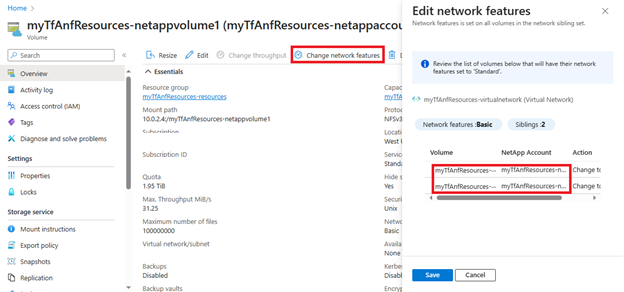 Home >
myTfAnfResources-netappvolume1 (myTfAnfResources-netappaccou
Volume
Search
Overview
Activity log
Access control (IAM)
Tags
Diagnose and solve problems
Settings
Properties
Locks
Storage service
Mount instructions
Export policy
Snapshots
Replication
Resize
Edit
Change throughput
Change network features
Essentials
Resource group
myTfAnfResources-resources
Mount path
10.0.2.4:/myTfAnfResources-netappvolume1
Subscription
Subscription ID
Quota
1.95 TiB
Max. Throughput MiB/s
31.25
Maximum number of files
100000000
Virtual network/subnet
Backups
Disabled
Backup vaults
Capac
myTfA
Protoc
NFSv3
Locati
West U
Servic
Standa
Hide s
Yes
Securi
Unix
Netwo
Basic
Availa
None
Kerbe
Disabl
Encryp
Edit network features
Network features is set on all volumes in the network sibling set.
Review the list of volumes below that will have their network
features set to 'Standard'.
myTfAnfResources-virtualnetwork (Virtual Network)
Network features :Basic
Siblings :2
Volume NetApp Account Action
myTfAnfResources-... myTfAnfResources-n... Change to
myTfAnfResources-... myTfAnfResources-n... Change to
Save
Cancel